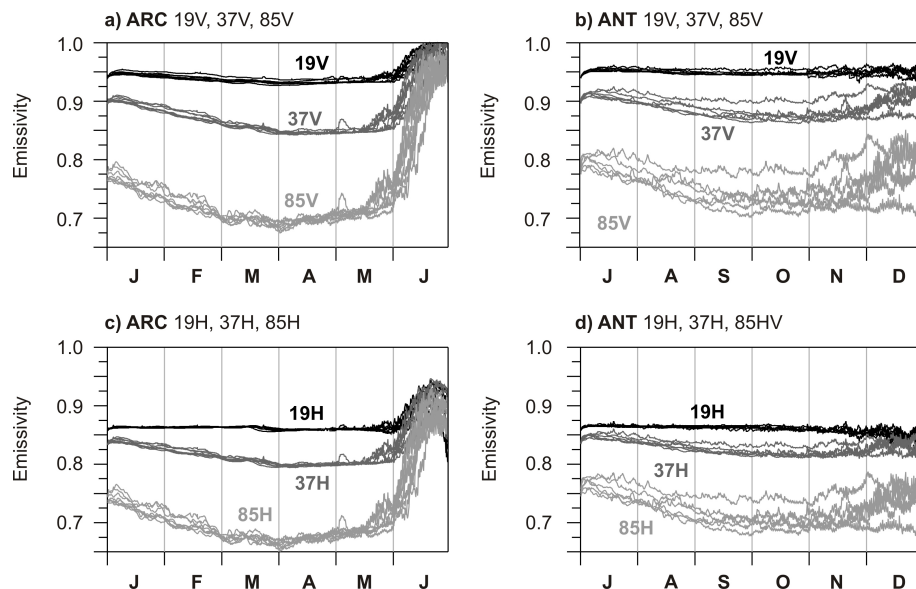 a) ARC 19V, 37V, 85V
b) ANT 19V, 37V, 85V
Emissivity
1.0
0.9
0.8
0.7
19V
37V
85V
J F M A M J
Emissivity
1.0
0.9
0.8
0.7
19V
37V
85V
J A S O N D
c) ARC 19H, 37H, 85H
d) ANT 19H, 37H, 85HV
Emissivity
1.0
0.9
0.8
0.7
19H
37H
85H
J F M A M J
Emissivity
1.0
0.9
0.8
0.7
19H
37H
85H
J A S O N D